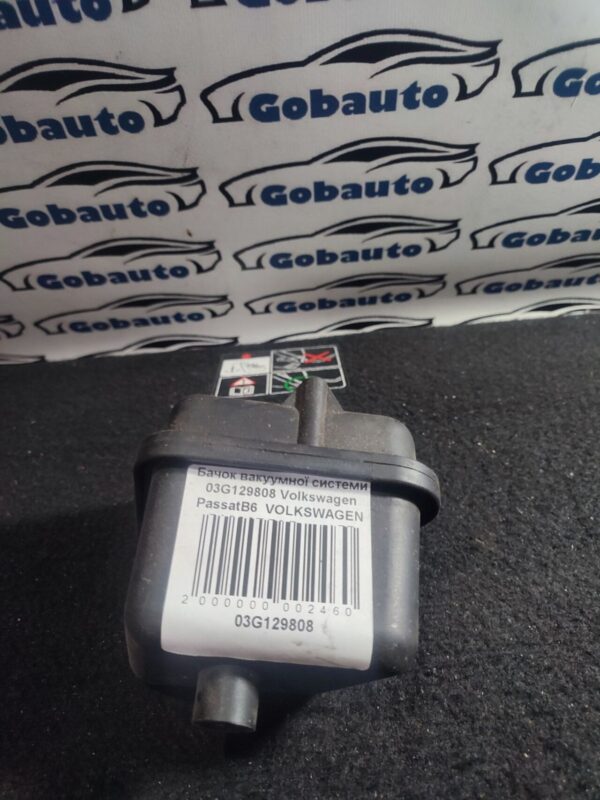 Gobauto
Gobauto
Gobauto
Gobauto
Gobauto
Gobauto
Gobauto
Gobauto
Gobauto
Gobauto
Gobauto
Бачок вакуумної системи
03G129808 Volkswagen
PassatB6 VOLKSWAGEN
2 000000 002460
03G129808